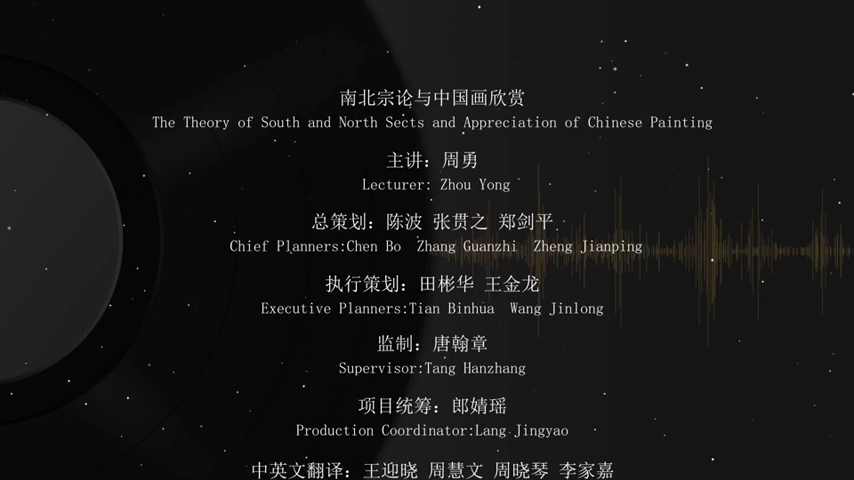 南北宗论与中国画欣赏
The Theory of South and North Sects and Appreciation of Chinese Painting
主讲：周勇
Lecturer: Zhou Yong
总策划：陈波 张贯之 郑剑平
Chief Planners:Chen Bo  Zhang Guanzhi  Zheng Jianping
执行策划：田彬华 王金龙
Executive Planners:Tian Binhua  Wang Jinlong
监制：唐翰章
Supervisor:Tang Hanzhang
项目统筹：郎婧瑶
Production Coordinator:Lang Jingyao
中英文翻译：王迎晓 周慧文 周晓琴 李家嘉